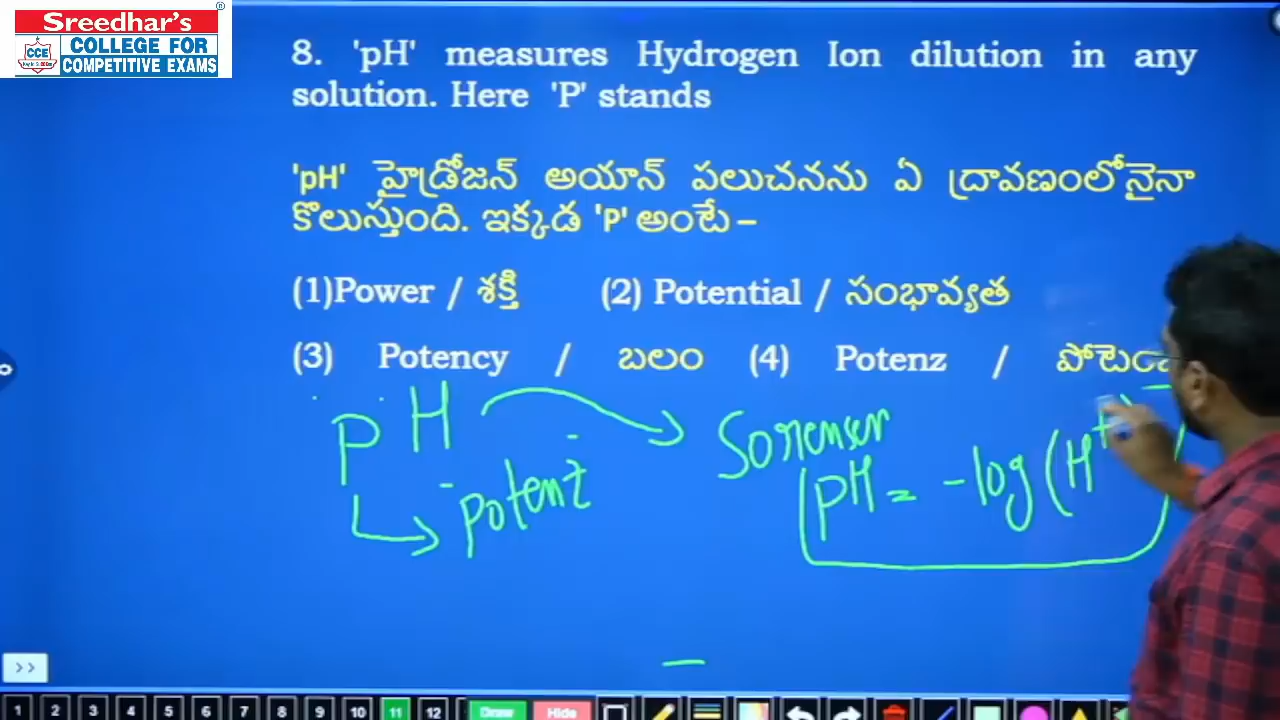 Sreedhar's
CCE
COLLEGE FOR
COMPETITIVE EXAMS
8. 'pH' measures Hydrogen Ion dilution in any
solution. Here 'P' stands
'pH' హైడ్రోజన్ అయాన్ పలుచనను ఏ ద్రావణంలోనైనా
కొలుస్తుంది. ఇక్కడ 'P' అంటే –
(1)Power / శక్తి (2) Potential / సంభావ్యత
(3) Potency / బలం (4) Potenz /
pH Sorensen
potenz pH = -log (H+)
>> 
1 2 3 4 5 6 7 8 9 10 11 12 Draw Hide